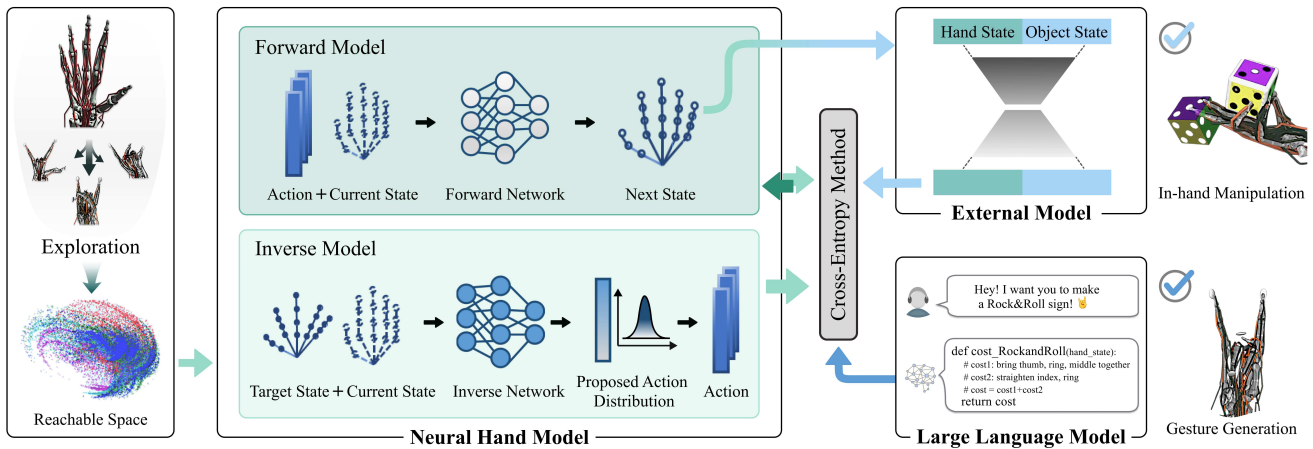 Exploration
Reachable Space
Forward Model
Action + Current State
Forward Network
Next State
Inverse Model
Target State + Current State
Inverse Network
Proposed Action
Distribution
Action
Neural Hand Model
Cross-Entropy Method
Hand State
Object State
External Model
In-hand Manipulation
Hey! I want you to make
a Rock&Roll sign! 🤘
def cost_RockandRoll(hand_state):
# cost1: bring thumb, ring, middle together
# cost2: straighten index, ring
# cost = cost1+cost2
return cost
Large Language Model
Gesture Generation